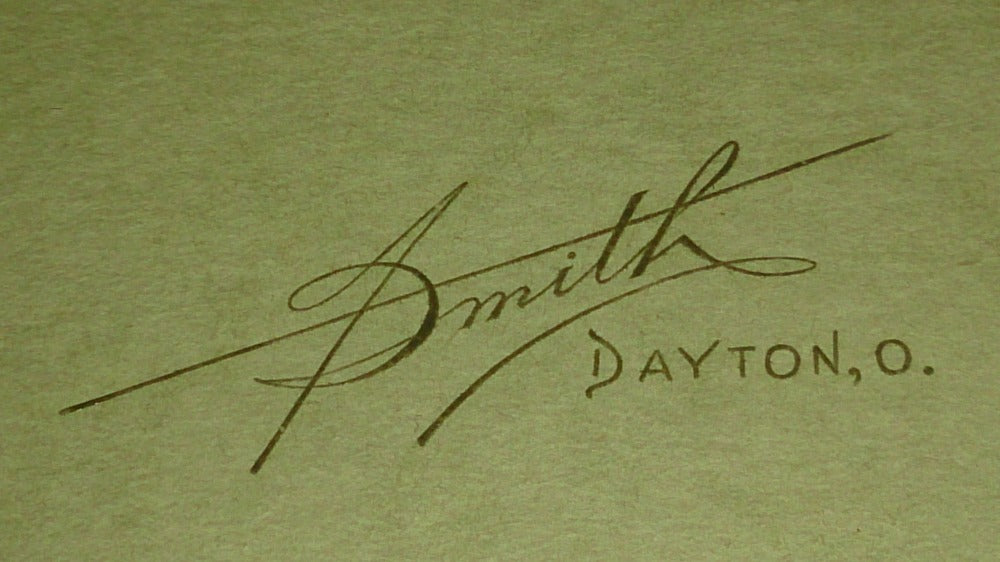 Smith
DAYTON, O.